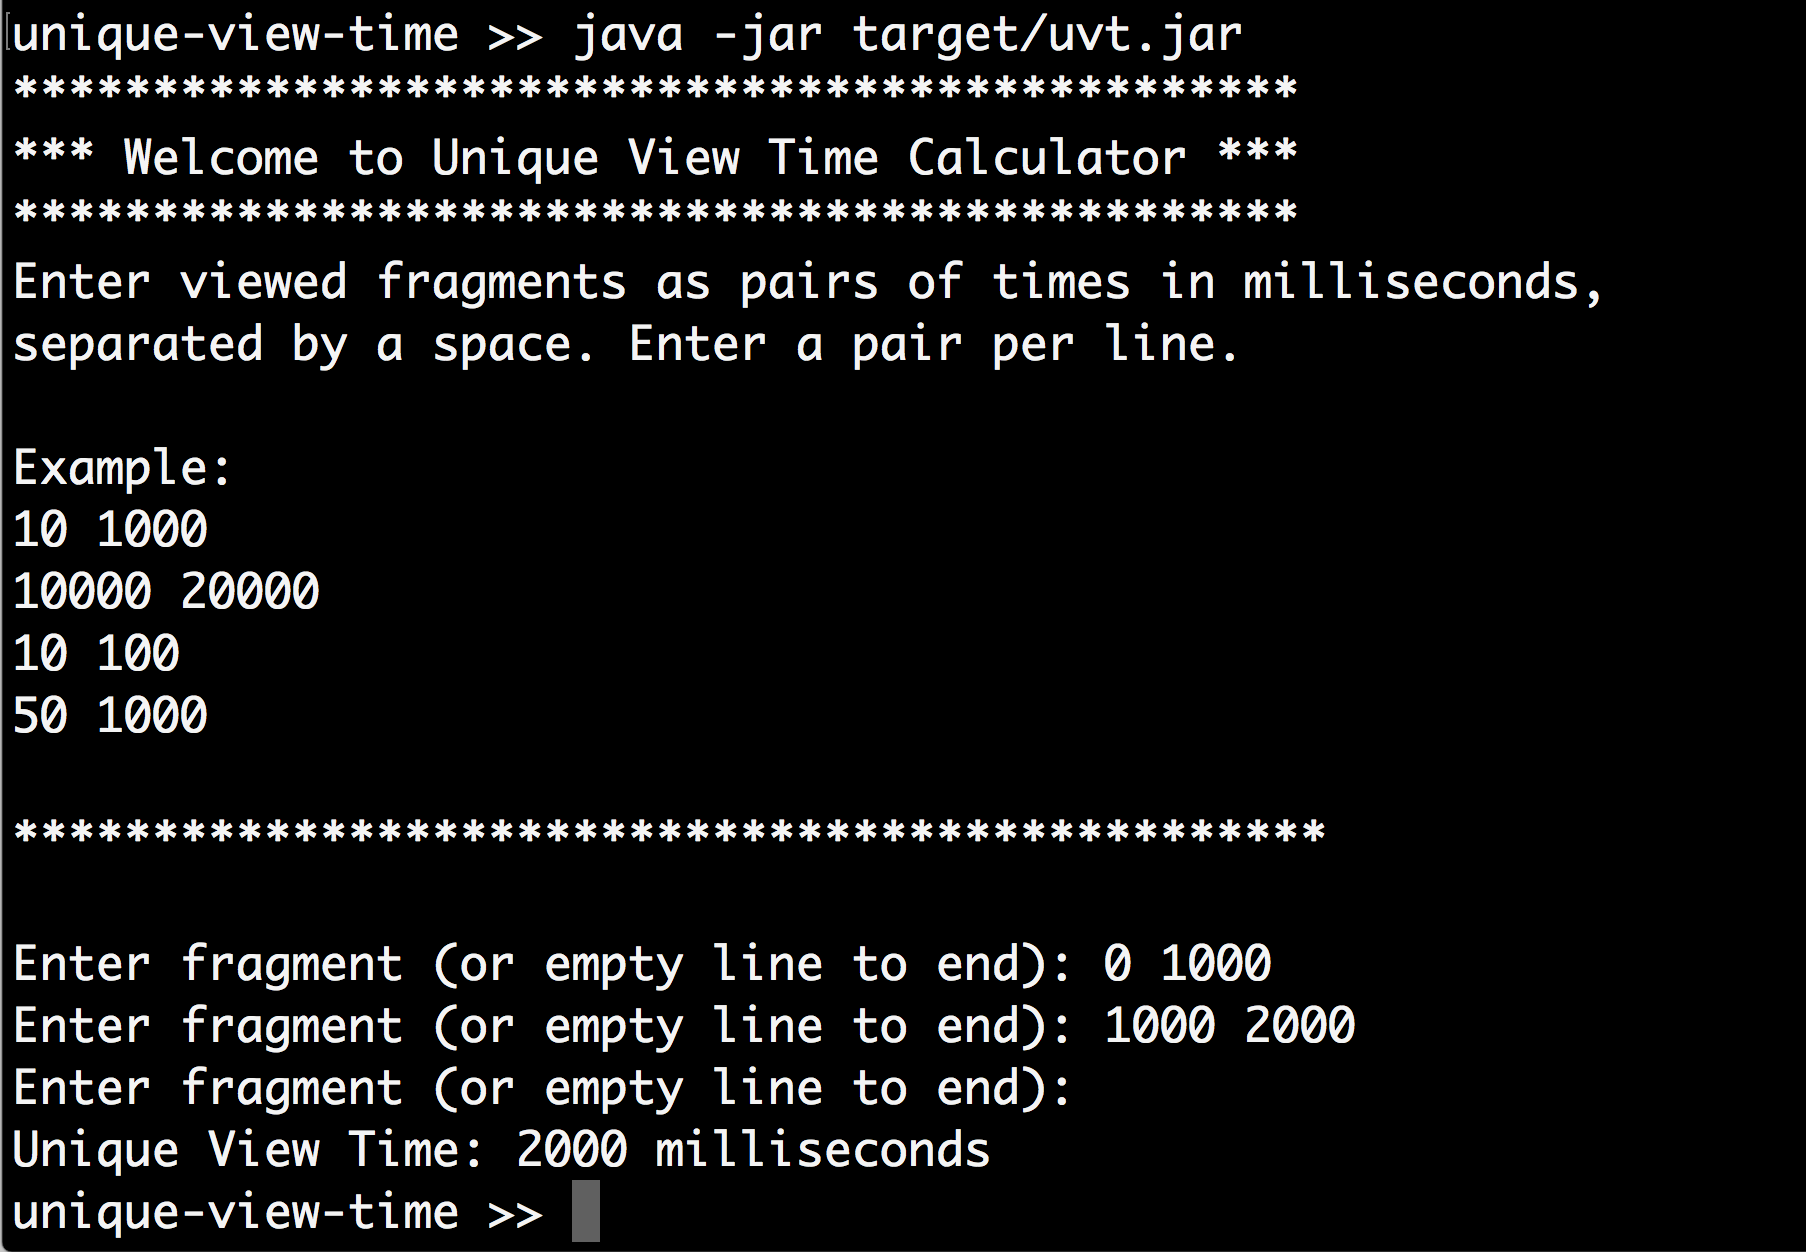 unique-view-time >> java -jar target/uvt.jar
**********************************************
*** Welcome to Unique View Time Calculator ***
**********************************************
Enter viewed fragments as pairs of times in milliseconds,
separated by a space. Enter a pair per line.
Example:
10 1000
10000 20000
10 100
50 1000
***********************************************
Enter fragment (or empty line to end): 0 1000
Enter fragment (or empty line to end): 1000 2000
Enter fragment (or empty line to end):
Unique View Time: 2000 milliseconds
unique-view-time >>